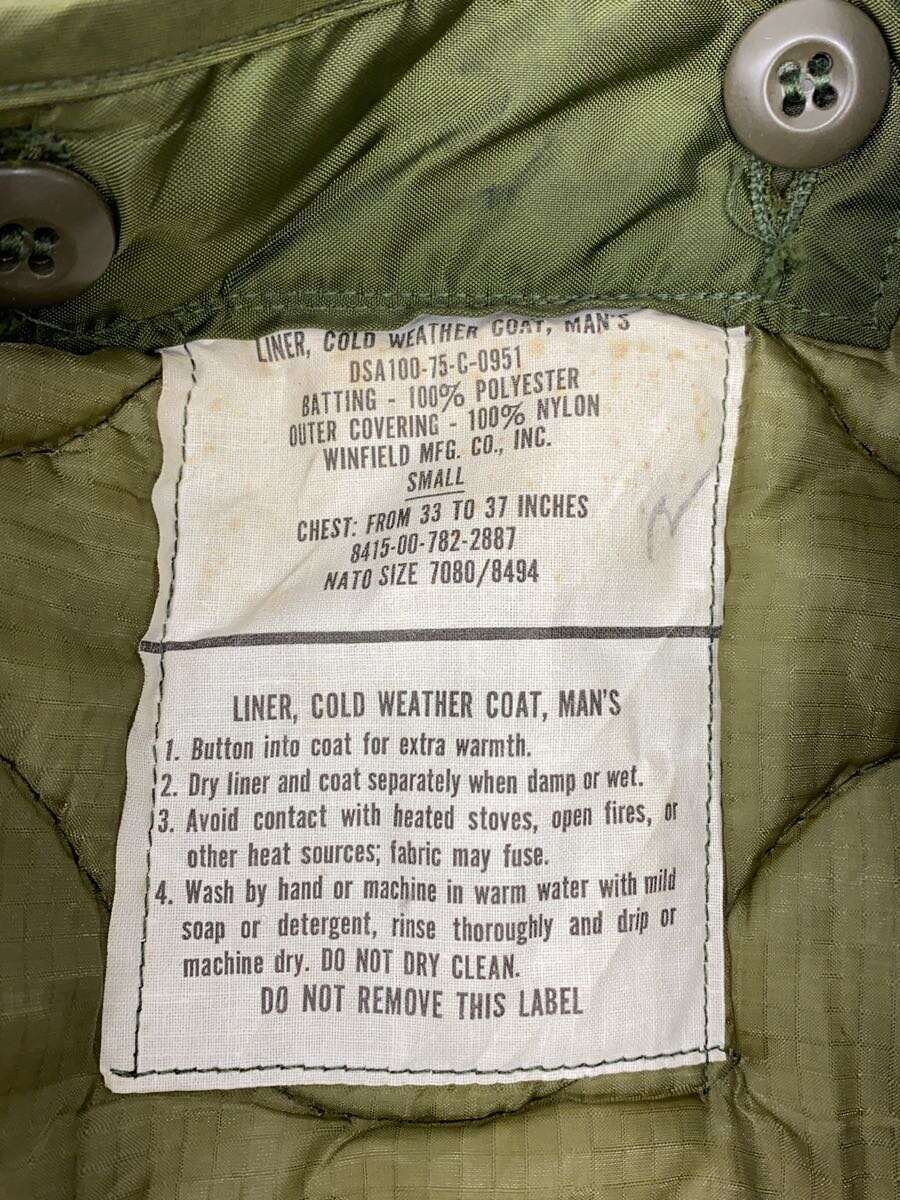 LINER, COLD WEATHER COAT, MAN'S
DSA100-75-C-0951
BATTING - 100% POLYESTER
OUTER COVERING - 100% NYLON
WINFIELD MFG. CO., INC.
SMALL
CHEST: FROM 33 TO 37 INCHES
8415-00-782-2887
NATO SIZE 7080/8494
LINER, COLD WEATHER COAT, MAN'S
1. Button into coat for extra warmth.
2. Dry liner and coat separately when damp or wet.
3. Avoid contact with heated stoves, open fires, or
other heat sources; fabric may fuse.
4. Wash by hand or machine in warm water with mild
soap or detergent, rinse thoroughly and drip or
machine dry. DO NOT DRY CLEAN.
DO NOT REMOVE THIS LABEL